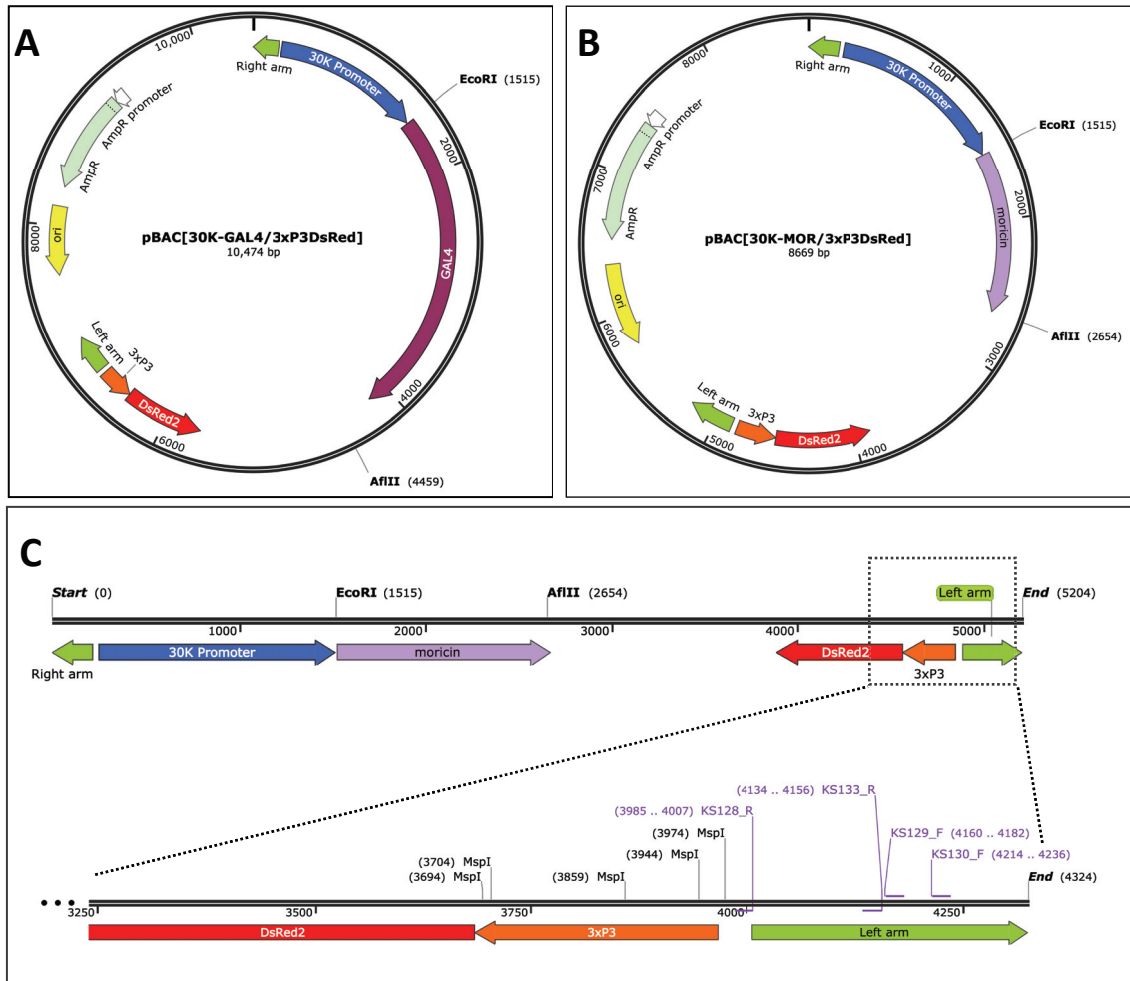 A
10,000
Right arm
30K Promoter
EcoRI (1515)
AmpR promoter
AmpR
2000
8000
ori
pBAC[30K-GAL4/3xP3DsRed]
10,474 bp
GAL4
Left arm
3xP3
DsRed2
4000
6000
AflII (4459)
B
8000
Right arm
30K Promoter
1000
EcoRI (1515)
AmpR promoter
7000
AmpR
2000
moricin
pBAC[30K-MOR/3xP3DsRed]
8669 bp
ori
6000
AflII (2654)
3000
Left arm
3xP3
DsRed2
5000
4000
C
Start (0)
EcoRI (1515)
AflII (2654)
Left arm
End (5204)
1000
2000
3000
4000
5000
Right arm
30K Promoter
moricin
DsRed2
3xP3
(4134 .. 4156) KS133_R
(3985 .. 4007) KS128_R
(3974) MspI
KS129_F (4160 .. 4182)
(3704) MspI
(3944) MspI
KS130_F (4214 .. 4236)
(3694) MspI
(3859) MspI
End (4324)
3250
3500
3750
4000
4250
DsRed2
3xP3
Left arm